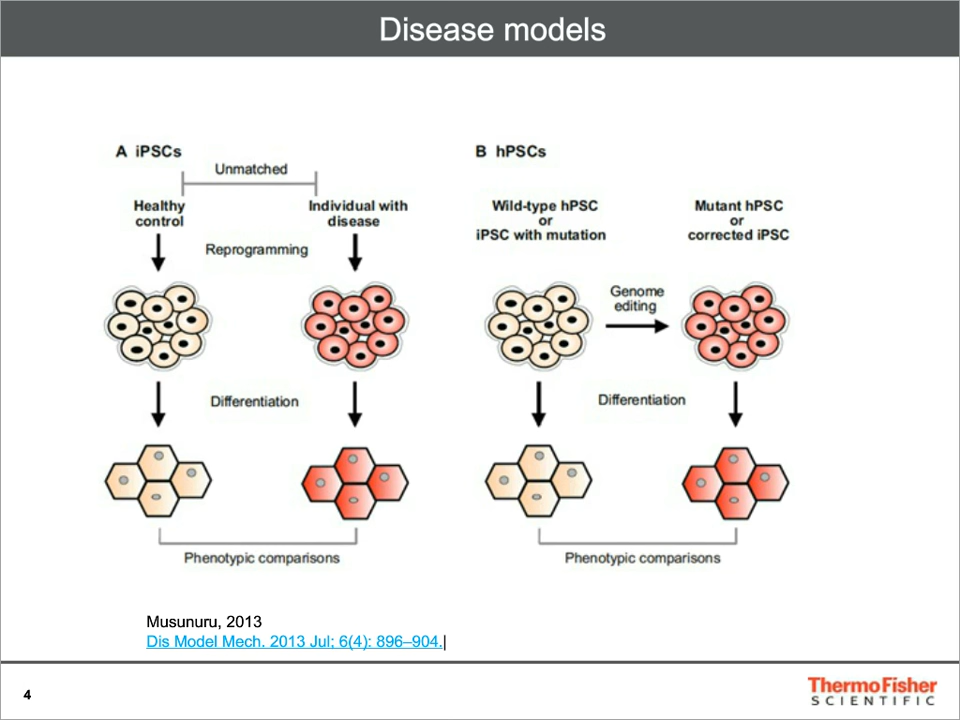 Disease models
A iPSCs
Unmatched
Healthy
control
Individual with
disease
Reprogramming
Differentiation
Phenotypic comparisons
B hPSCs
Wild-type hPSC
or
iPSC with mutation
Mutant hPSC
or
corrected iPSC
Genome
editing
Differentiation
Phenotypic comparisons
Musunuru, 2013
Dis Model Mech. 2013 Jul; 6(4): 896–904.
4
ThermoFisher
SCIENTIFIC